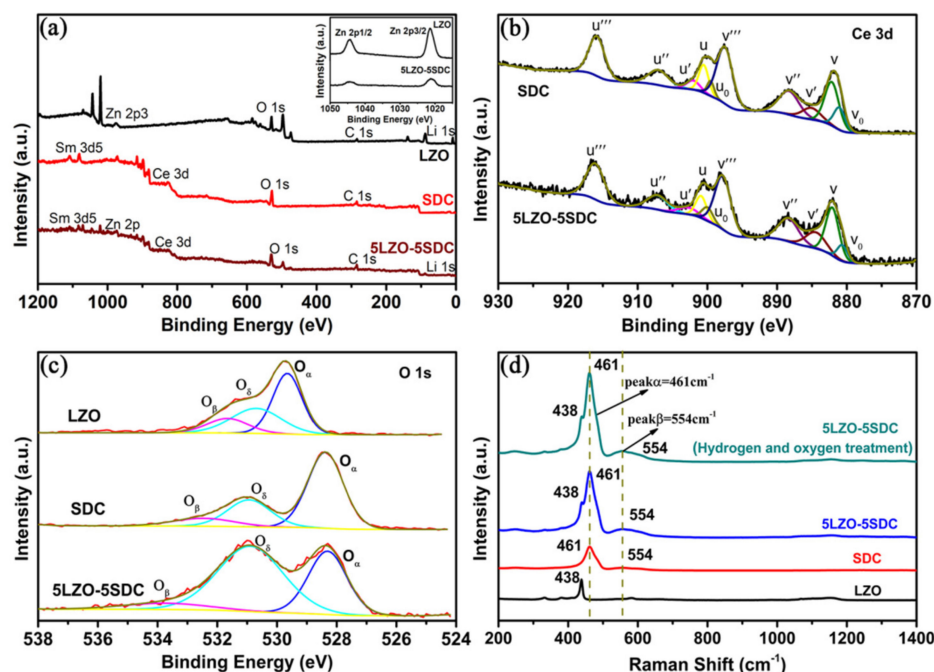 (a)
Zn 2p1/2
Zn 2p3/2
LZO
5LZO-5SDC
Intensity (a.u.)
1050 1040 1030 1020
Binding Energy (eV)
Zn 2p3
O 1s
C 1s
Li 1s
LZO
Sm 3d5
Ce 3d
O 1s
C 1s
SDC
Sm 3d5
Zn 2p
Ce 3d
O 1s
C 1s
5LZO-5SDC
Li 1s
Intensity (a.u.)
1200 1000 800 600 400 200 0
Binding Energy (eV)
(b)
Ce 3d
u''' u'' u' u u₀ v''' v'' v' v v₀
SDC
u''' u'' u' u u₀ v''' v'' v' v v₀
5LZO-5SDC
Intensity (a.u.)
930 920 910 900 890 880 870
Binding Energy (eV)
(c)
O 1s
Oβ Oδ Oα
LZO
Oβ Oδ Oα
SDC
Oβ Oδ Oα
5LZO-5SDC
Intensity (a.u.)
538 536 534 532 530 528 526 524
Binding Energy (eV)
(d)
461
peakα=461cm⁻¹
438
peakβ=554cm⁻¹
554
5LZO-5SDC
(Hydrogen and oxygen treatment)
461
438
554
5LZO-5SDC
461
554
SDC
438
LZO
Intensity (a.u.)
200 400 600 800 1000 1200 1400
Raman Shift (cm⁻¹)